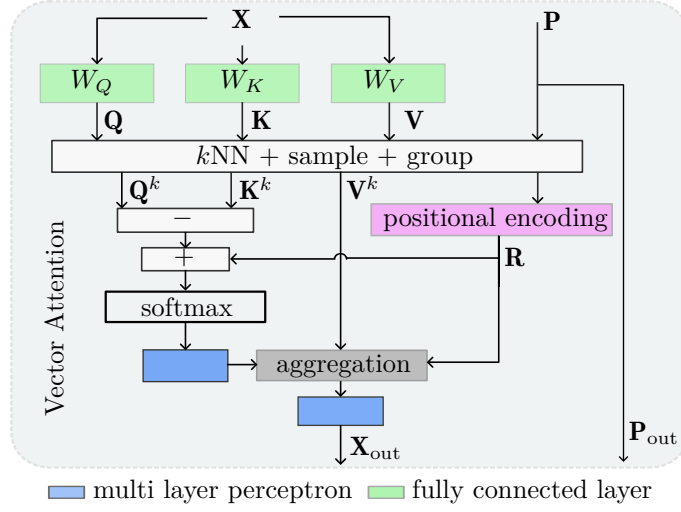 X P
W_Q W_K W_V
Q K V
kNN + sample + group
Q^k K^k V^k
−
positional encoding
+
R
softmax
Vector Attention
aggregation
X_out P_out
multi layer perceptron fully connected layer